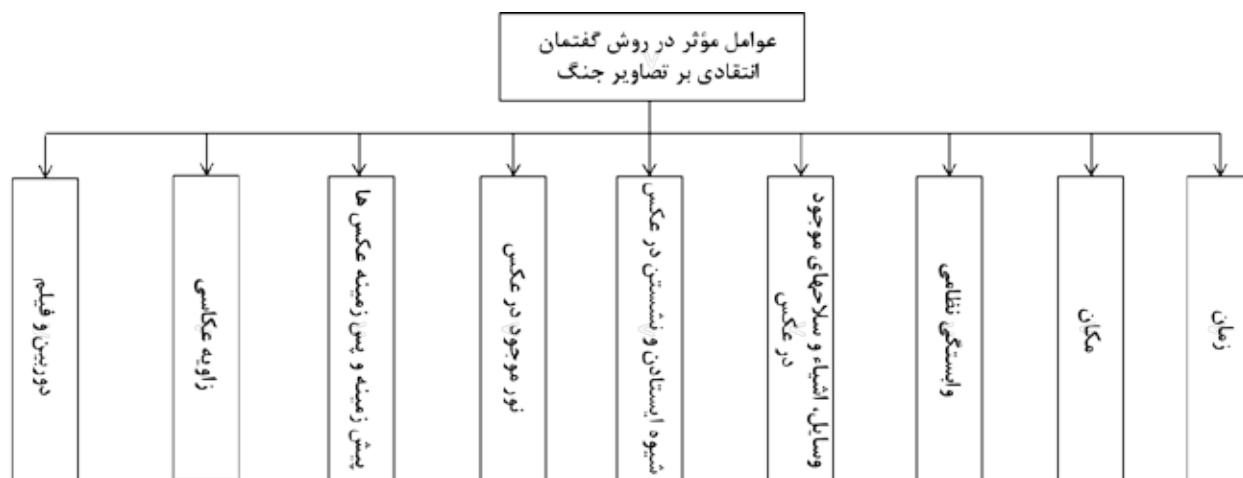 عوامل مؤثر در روش گفتمان
انتقادی بر تصاویر جنگ
زمان
مکان
وابستگی نظامی
وسایل، اشیاء و سلاحهای موجود
در عکس
شیوه ایستادن و نشستن در عکس
نور موجود در عکس
پیش زمینه و پس زمینه عکس ها
زاویه عکاسی
دوربین و فیلم